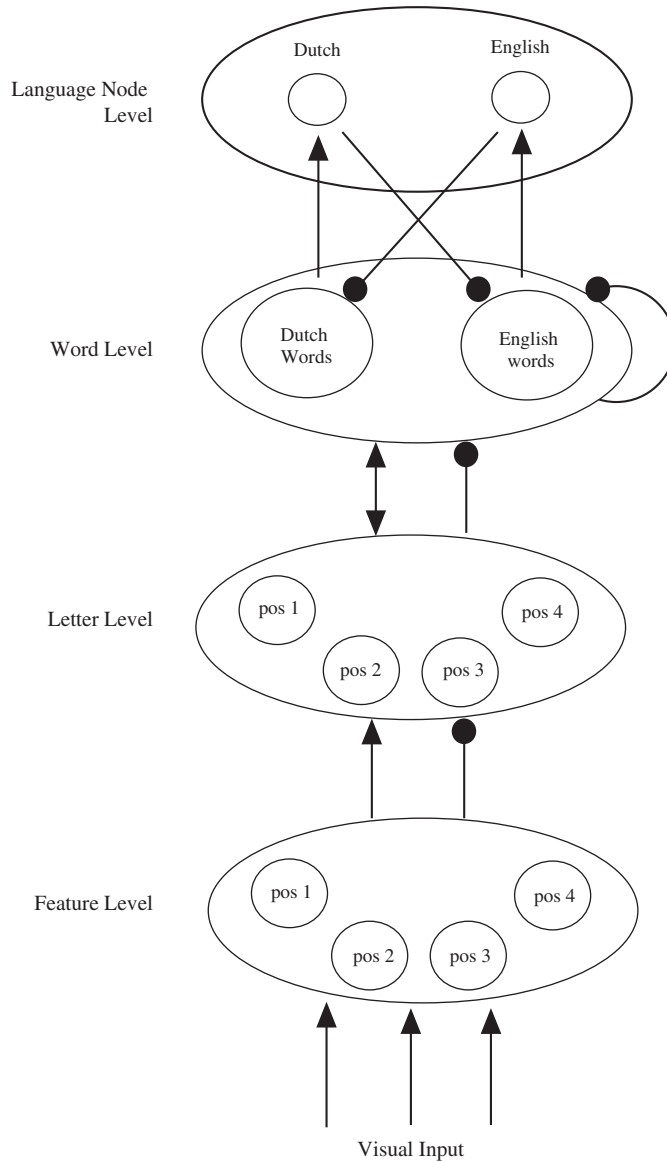 Dutch
English
Language Node
Level
Word Level
Dutch
Words
English
words
Letter Level
pos 1
pos 4
pos 2
pos 3
Feature Level
pos 1
pos 4
pos 2
pos 3
Visual Input